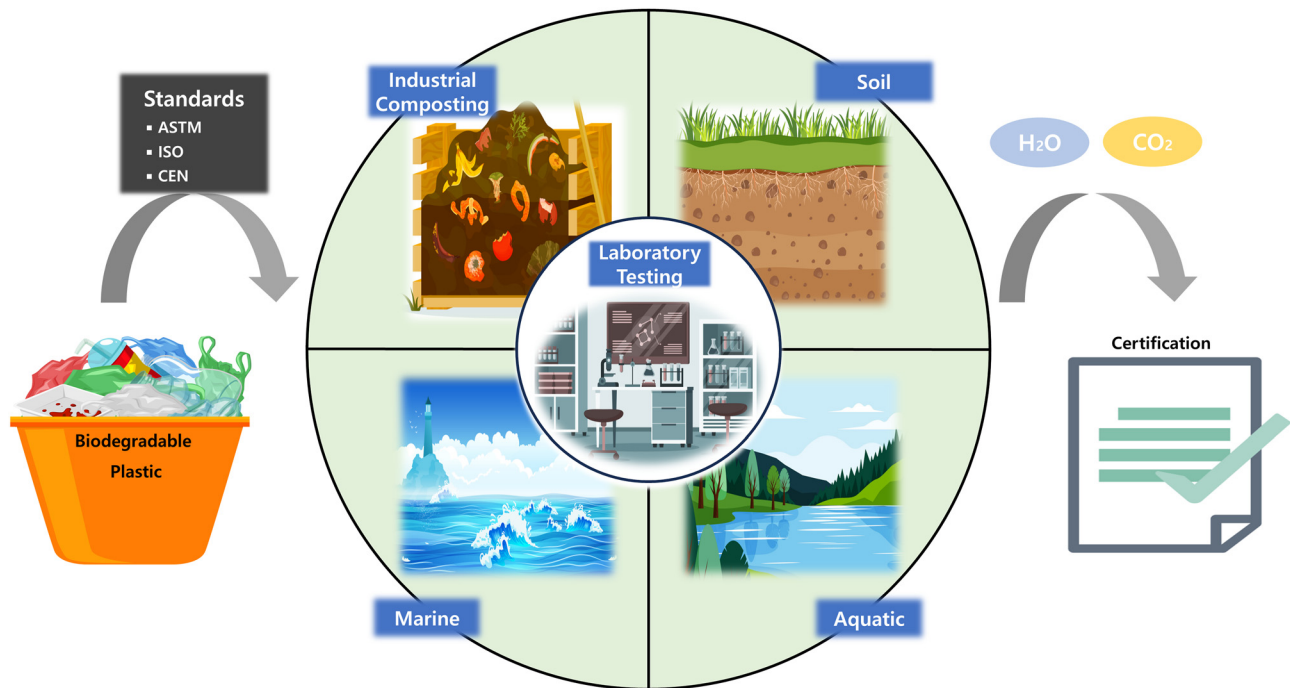 Standards
▪ ASTM
▪ ISO
▪ CEN
Biodegradable
Plastic
Industrial
Composting
Soil
Laboratory
Testing
Marine
Aquatic
H₂O
CO₂
Certification